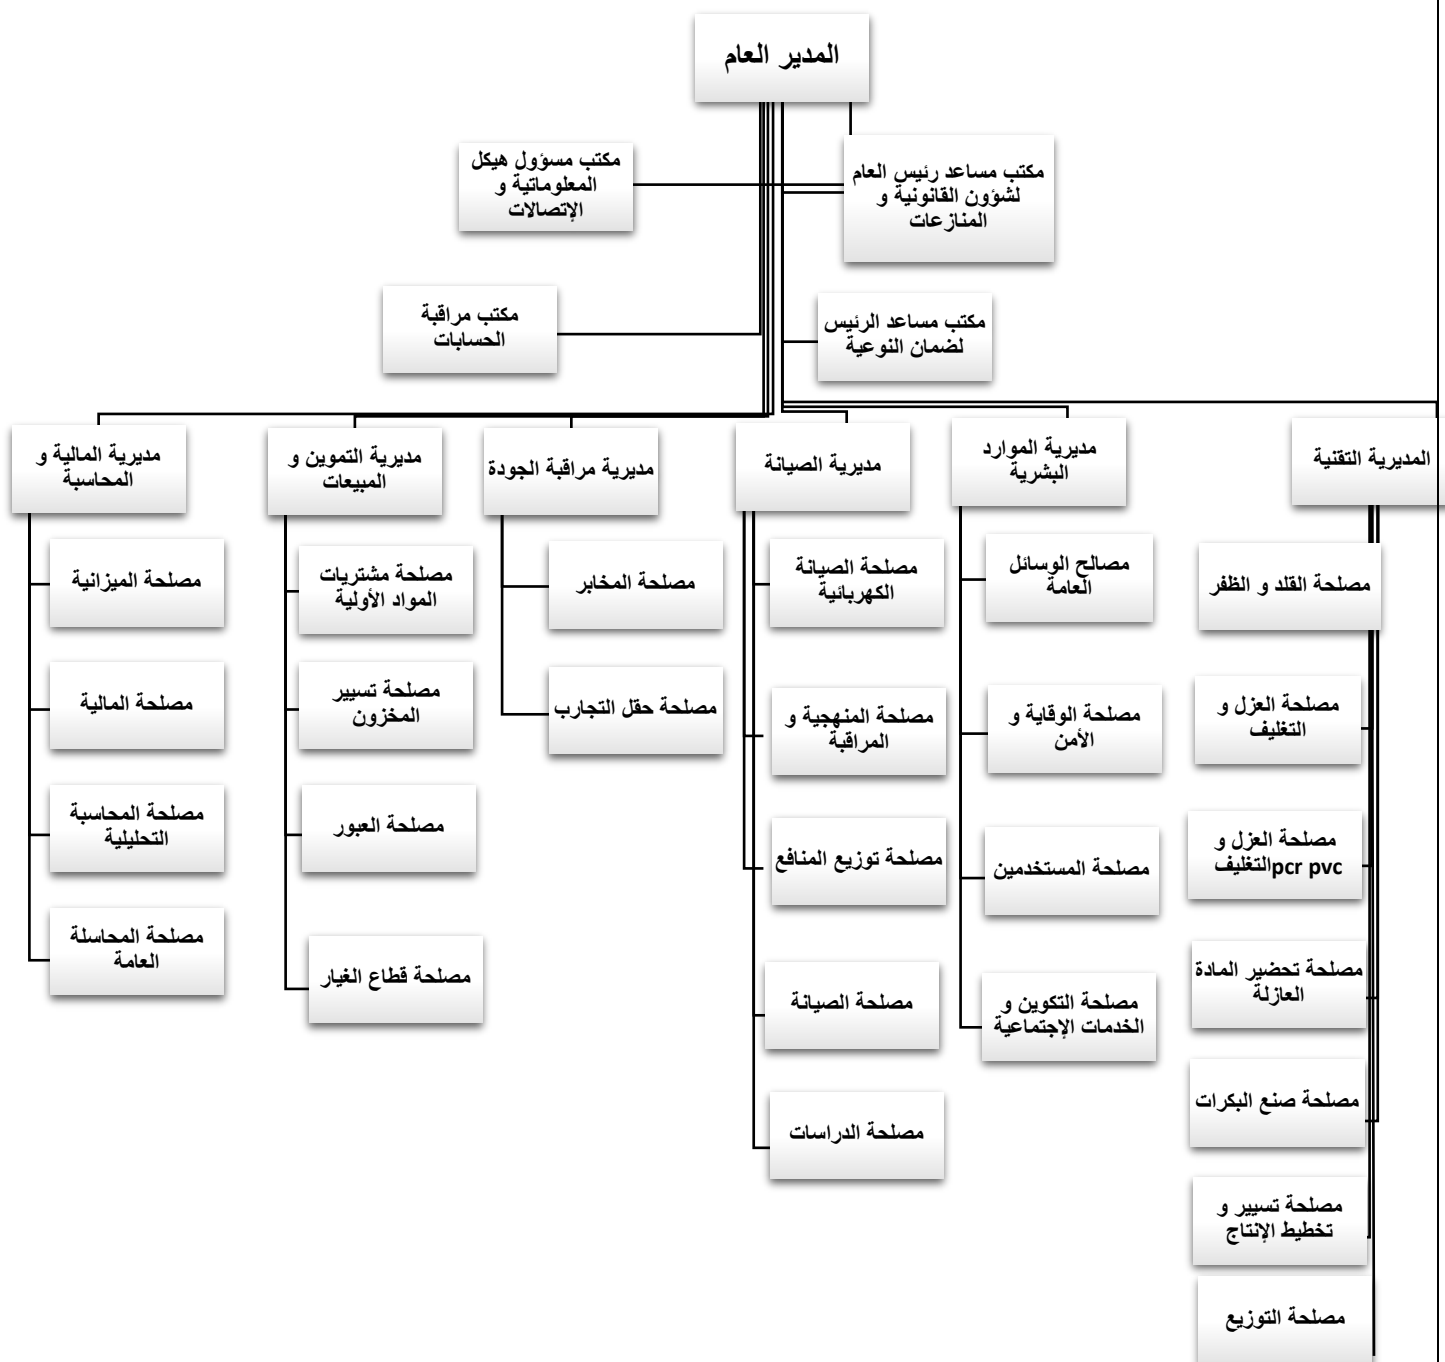 المدير العام
مكتب مساعد رئيس العام
لشؤون القانونية و
المنازعات
مكتب مسؤول هيكل
المعلوماتية و
الإتصالات
مكتب مساعد الرئيس
لضمان النوعية
مكتب مراقبة
الحسابات
المديرية التقنية
مديرية الموارد
البشرية
مديرية الصيانة
مديرية مراقبة الجودة
مديرية التموين و
المبيعات
مديرية المالية و
المحاسبة
مصلحة القلد و الظفر
مصلحة العزل و
التغليف
مصلحة العزل و
التغليفpcr pvc
مصلحة تحضير المادة
العازلة
مصلحة صنع البكرات
مصلحة تسيير و
تخطيط الإنتاج
مصلحة التوزيع
مصالح الوسائل
العامة
مصلحة الوقاية و
الأمن
مصلحة المستخدمين
مصلحة التكوين و
الخدمات الإجتماعية
مصلحة الصيانة
الكهربائية
مصلحة المنهجية و
المراقبة
مصلحة توزيع المنافع
مصلحة الصيانة
مصلحة الدراسات
مصلحة المخابر
مصلحة حقل التجارب
مصلحة مشتريات
المواد الأولية
مصلحة تسيير
المخزون
مصلحة العبور
مصلحة قطاع الغيار
مصلحة الميزانية
مصلحة المالية
مصلحة المحاسبة
التحليلية
مصلحة المحاسلة
العامة